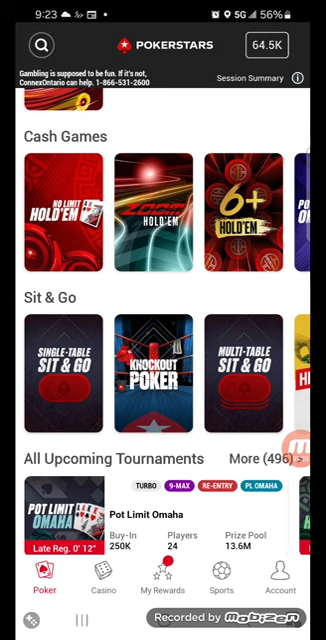 9:23
5G 56%
POKERSTARS
64.5K
Gambling is supposed to be fun. If it's not,
ConnexOntario can help. 1-866-531-2600
Session Summary
Cash Games
NO LIMIT
HOLD'EM
ZOOM
HOLD'EM
6+
HOLD'EM
Sit & Go
SINGLE-TABLE
SIT & GO
KNOCKOUT
POKER
MULTI-TABLE
SIT & GO
All Upcoming Tournaments
More (496)
POT LIMIT
OMAHA
Late Reg. 0' 12"
TURBO
9-MAX
RE-ENTRY
PL OMAHA
Pot Limit Omaha
Buy-In
Players
Prize Pool
250K
24
13.6M
Poker
Casino
My Rewards
Sports
Account
Recorded by Mobizen